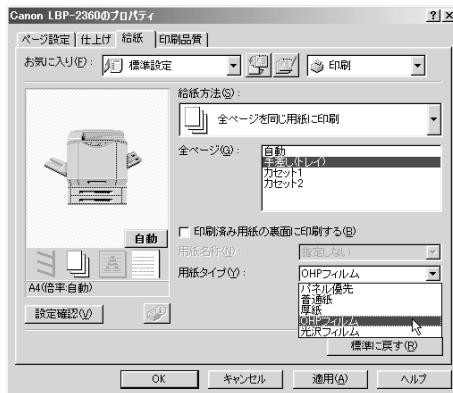 Canon LBP-2360のプロパティ
ページ設定 仕上げ 給紙 印刷品質
お気に入り(F): 標準設定 印刷
給紙方法(S):
全ページを同じ用紙に印刷
全ページ(G):
自動
手差し(トレイ)
カセット1
カセット2
自動
印刷済み用紙の裏面に印刷する(B)
用紙名称(N): 指定しない
用紙タイプ(Y): OHPフィルム
A4(倍率:自動)
パネル優先
普通紙
厚紙
OHPフィルム
光沢フィルム
設定確認(V)
標準に戻す(R)
OK キャンセル 適用(A) ヘルプ